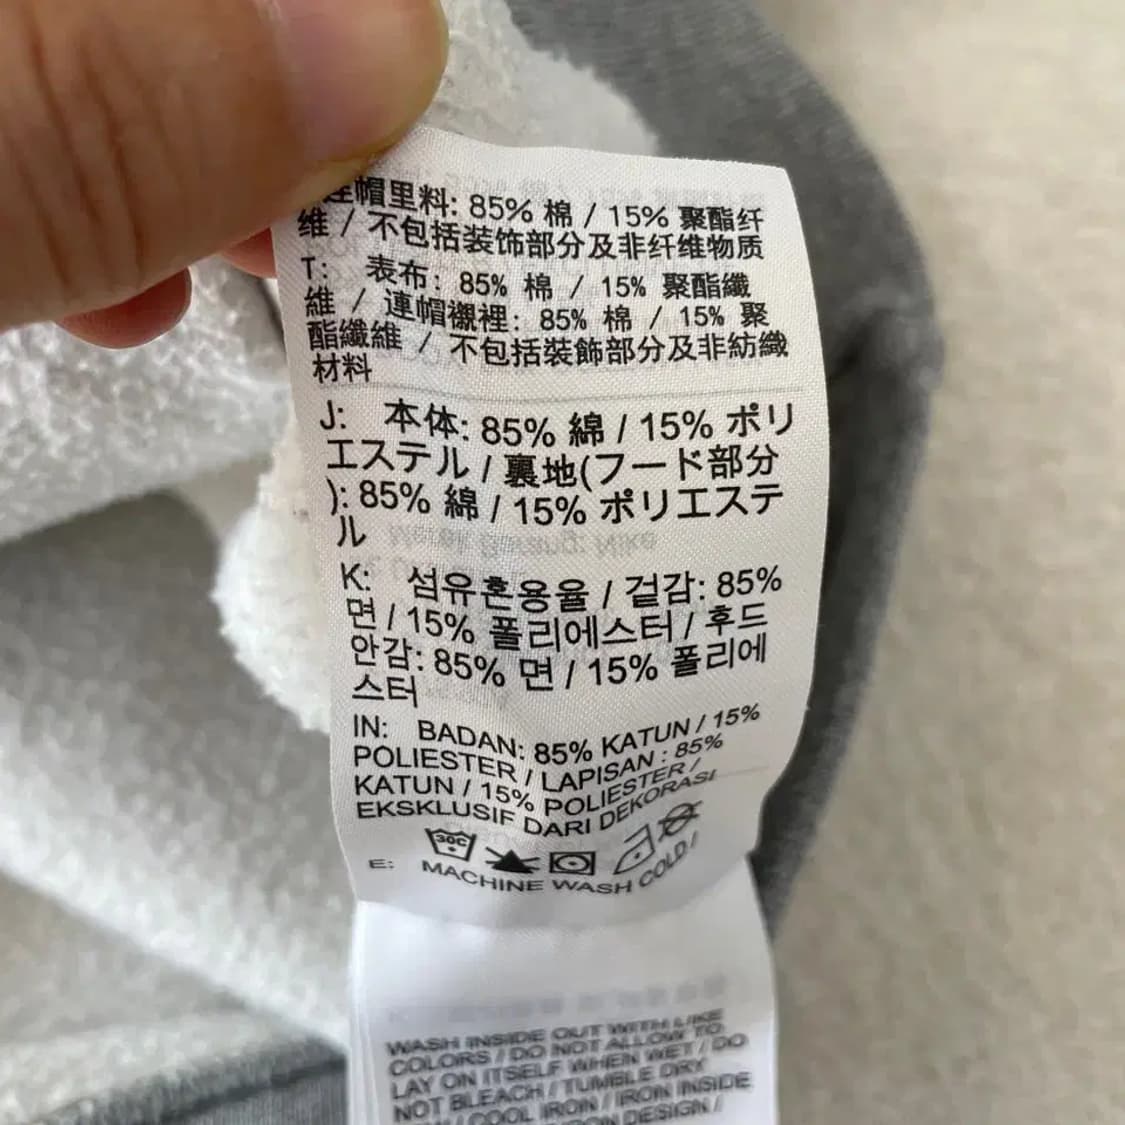 帽里料: 85% 棉 / 15% 聚酯纤
维 / 不包括装饰部分及非纤维物质
T: 表布: 85% 棉 / 15% 聚酯纖
維 / 連帽襯裡: 85% 棉 / 15% 聚
酯纖維 / 不包括裝飾部分及非紡織
材料
J: 本体: 85% 綿 / 15% ポリ
エステル / 裏地(フード部分
): 85% 綿 / 15% ポリエステ
ル
K: 섬유혼용율 / 겉감: 85%
면 / 15% 폴리에스터 / 후드
안감: 85% 면 / 15% 폴리에
스터
IN: BADAN: 85% KATUN / 15%
POLIESTER / LAPISAN : 85%
KATUN / 15% POLIESTER /
EKSKLUSIF DARI DEKORASI
30C
E: MACHINE WASH COLD /
WASH INSIDE OUT WITH LIKE
COLORS / DO NOT ALLOW TO
LAY ON ITSELF WHEN WET / DO
NOT BLEACH / TUMBLE DRY
/ COOL IRON / IRON INSIDE
IRON DESIGN /